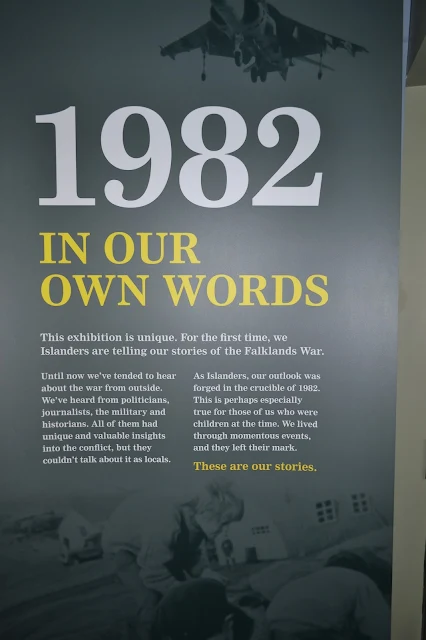 1982
IN OUR
OWN WORDS
This exhibition is unique. For the first time, we
Islanders are telling our stories of the Falklands War.
Until now we've tended to hear
about the war from outside.
We've heard from politicians,
journalists, the military and
historians. All of them had
unique and valuable insights
into the conflict, but they
couldn't talk about it as locals.
As Islanders, our outlook was
forged in the crucible of 1982.
This is perhaps especially
true for those of us who were
children at the time. We lived
through momentous events,
and they left their mark.
These are our stories.